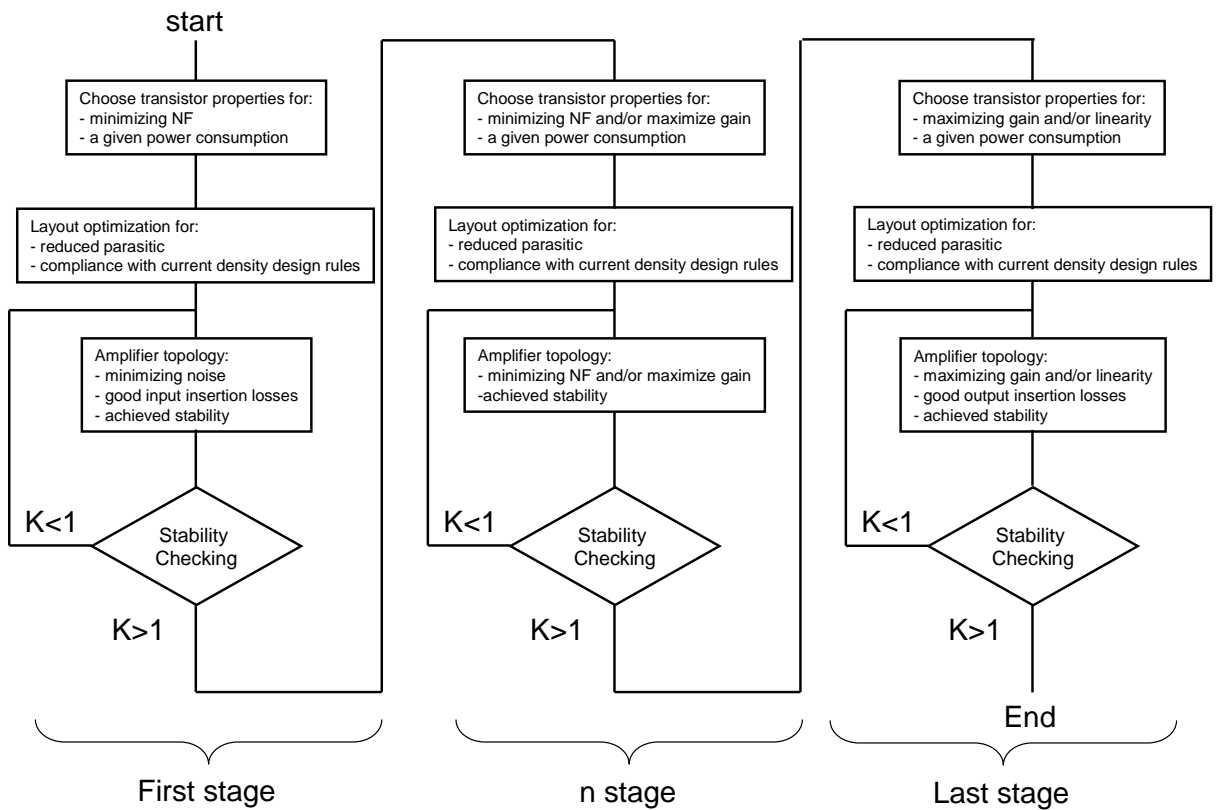 start
Choose transistor properties for:
- minimizing NF
- a given power consumption
Layout optimization for:
- reduced parasitic
- compliance with current density design rules
Amplifier topology:
- minimizing noise
- good input insertion losses
- achieved stability
K<1
Stability
Checking
K>1
First stage
Choose transistor properties for:
- minimizing NF and/or maximize gain
- a given power consumption
Layout optimization for:
- reduced parasitic
- compliance with current density design rules
Amplifier topology:
- minimizing NF and/or maximize gain
-achieved stability
K<1
Stability
Checking
K>1
n stage
Choose transistor properties for:
- maximizing gain and/or linearity
- a given power consumption
Layout optimization for:
- reduced parasitic
- compliance with current density design rules
Amplifier topology:
- maximizing gain and/or linearity
- good output insertion losses
- achieved stability
K<1
Stability
Checking
K>1
End
Last stage